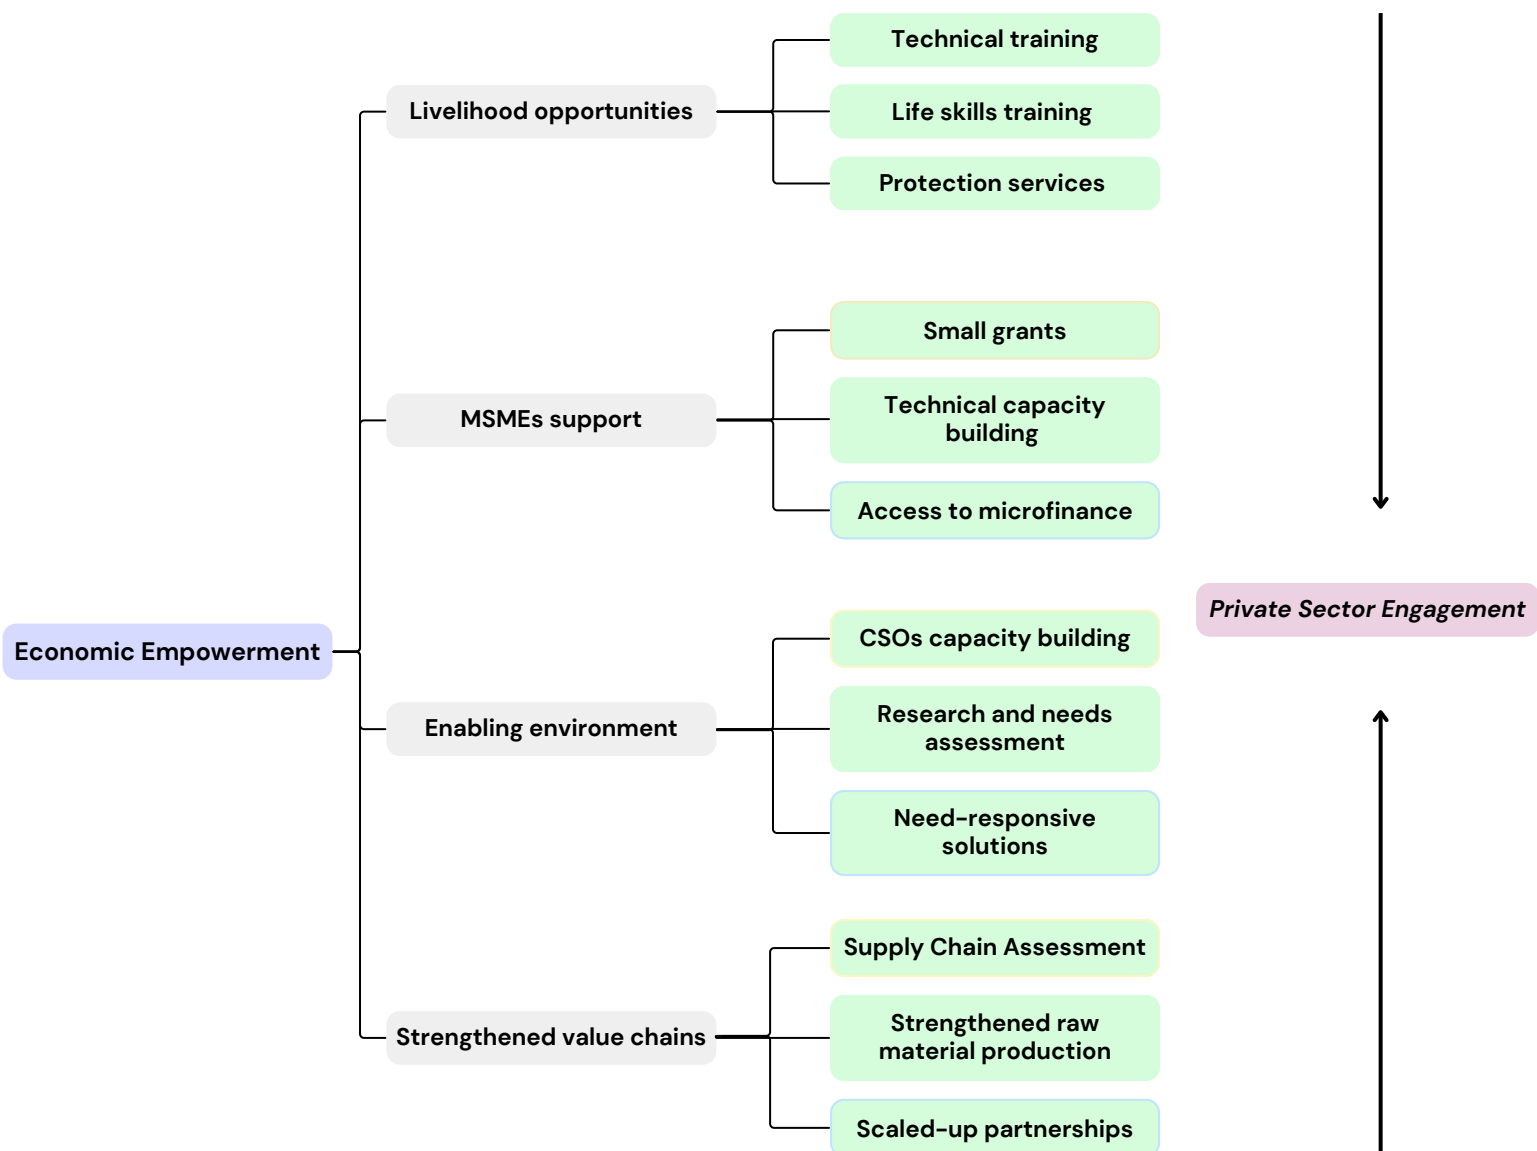 Technical training
Livelihood opportunities
Life skills training
Protection services
Small grants
MSMEs support
Technical capacity
building
Access to microfinance
Private Sector Engagement
Economic Empowerment
CSOs capacity building
Enabling environment
Research and needs
assessment
Need-responsive
solutions
Supply Chain Assessment
Strengthened value chains
Strengthened raw
material production
Scaled-up partnerships